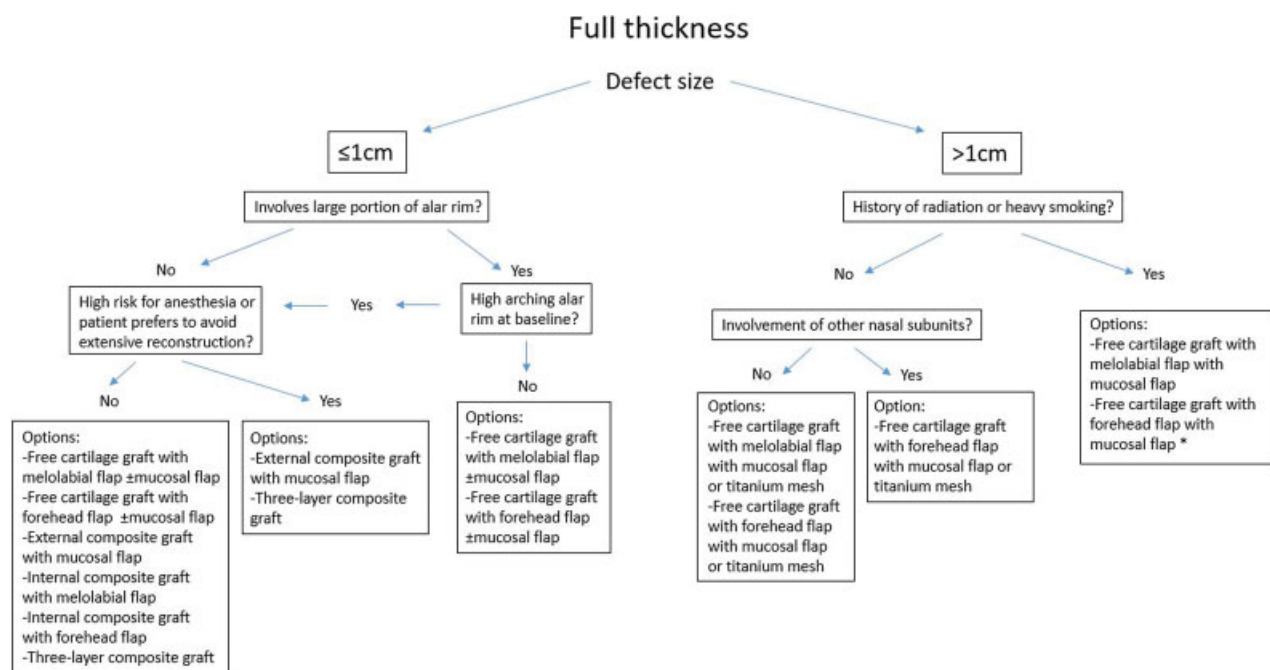 Full thickness
Defect size
≤1cm
>1cm
Involves large portion of alar rim?
History of radiation or heavy smoking?
No
Yes
No
Yes
High risk for anesthesia or
patient prefers to avoid
extensive reconstruction?
Yes
High arching alar
rim at baseline?
Involvement of other nasal subunits?
Options:
-Free cartilage graft with
melolabial flap with
mucosal flap
-Free cartilage graft with
forehead flap with
mucosal flap *
No
Yes
No
No
Yes
Options:
-Free cartilage graft with
melolabial flap ±mucosal flap
-Free cartilage graft with
forehead flap  ±mucosal flap
-External composite graft
with mucosal flap
-Internal composite graft
with melolabial flap
-Internal composite graft
with forehead flap
-Three-layer composite graft
Options:
-External composite graft
with mucosal flap
-Three-layer composite
graft
Options:
-Free cartilage graft
with melolabial flap
±mucosal flap
-Free cartilage graft
with forehead flap
±mucosal flap
Options:
-Free cartilage graft
with melolabial flap
with mucosal flap
or titanium mesh
-Free cartilage graft
with forehead flap
with mucosal flap
or titanium mesh
Option:
-Free cartilage graft
with forehead flap
with mucosal flap or
titanium mesh